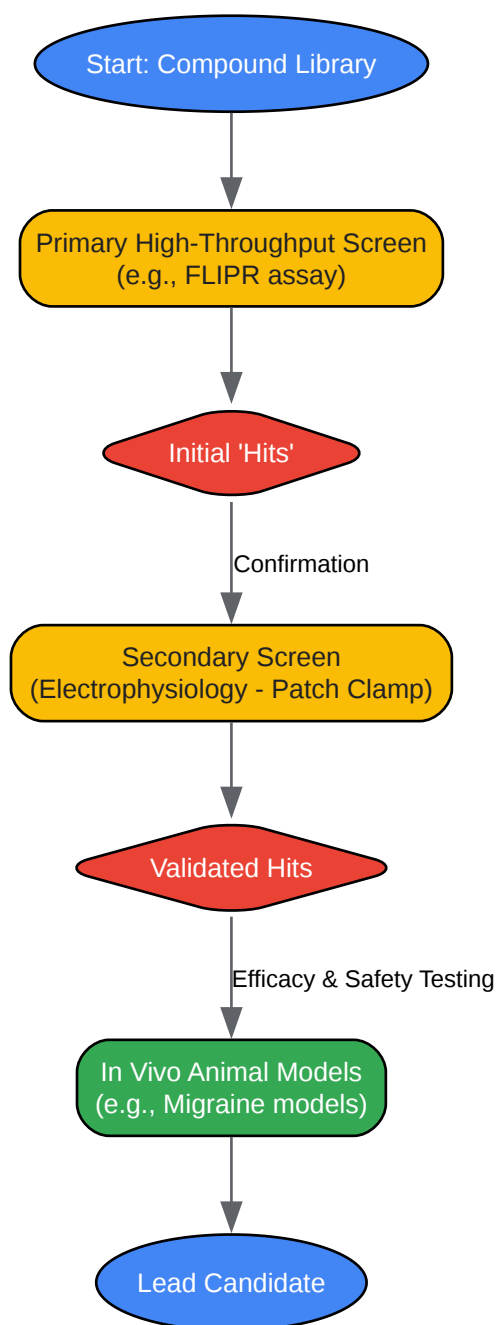 Start: Compound Library
Primary High-Throughput Screen
(e.g., FLIPR assay)
Initial 'Hits'
Confirmation
Secondary Screen
(Electrophysiology - Patch Clamp)
Validated Hits
Efficacy & Safety Testing
In Vivo Animal Models
(e.g., Migraine models)
Lead Candidate